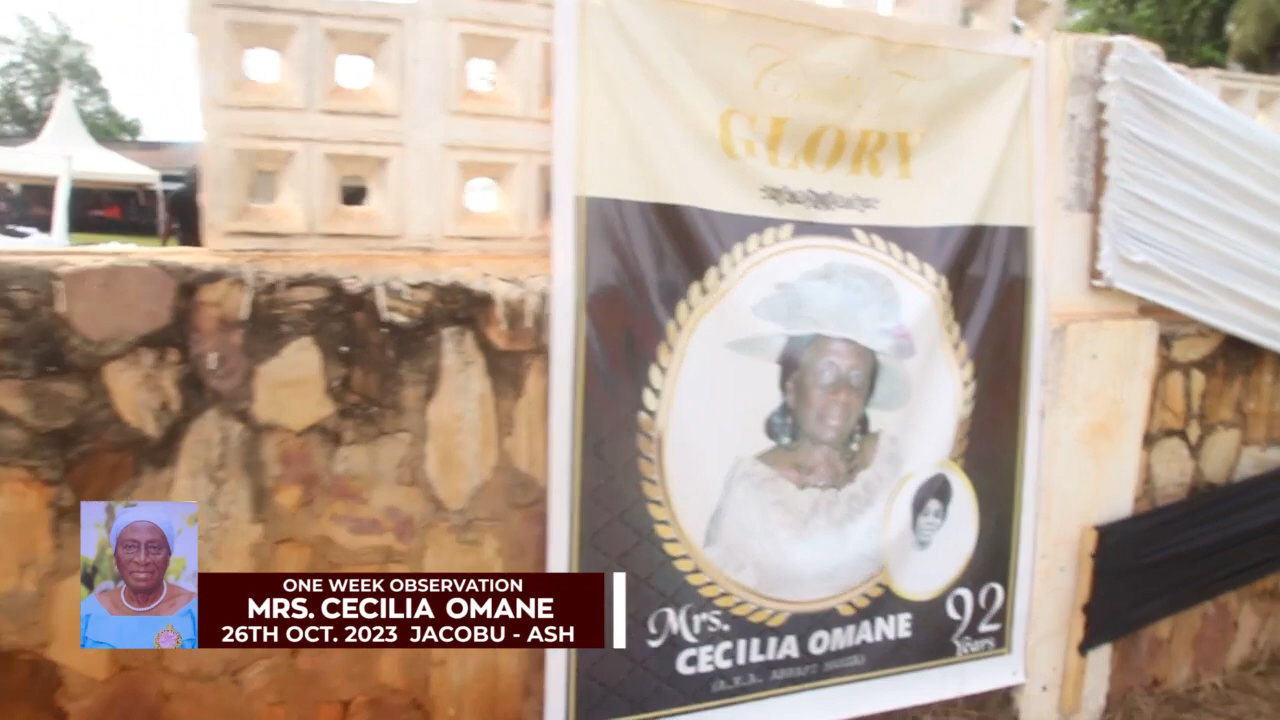 GLORY
Mrs.
CECILIA OMANE
92
Years
ONE WEEK OBSERVATION
MRS. CECILIA OMANE
26TH OCT. 2023 JACOBU - ASH